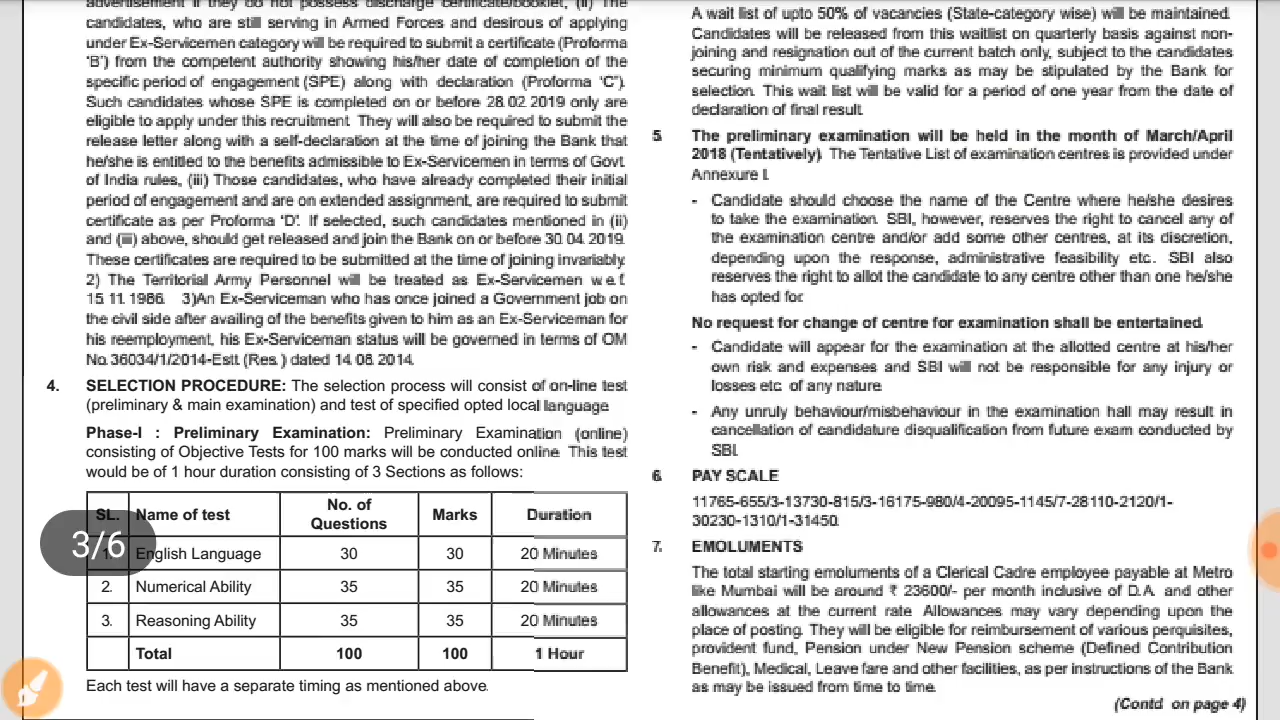 advertisement if they do not possess discharge certificate/booklet, (ii) The
candidates, who are still serving in Armed Forces and desirous of applying
under Ex-Servicemen category will be required to submit a certificate (Proforma
'B') from the competent authority showing his/her date of completion of the
specific period of engagement (SPE) along with declaration (Proforma 'C').
Such candidates whose SPE is completed on or before 28.02.2019 only are
eligible to apply under this recruitment. They will also be required to submit the
release letter along with a self-declaration at the time of joining the Bank that
he/she is entitled to the benefits admissible to Ex-Servicemen in terms of Govt.
of India rules, (iii) Those candidates, who have already completed their initial
period of engagement and are on extended assignment, are required to submit
certificate as per Proforma 'D'. If selected, such candidates mentioned in (ii)
and (iii) above, should get released and join the Bank on or before 30.04.2019.
These certificates are required to be submitted at the time of joining invariably.
2) The Territorial Army Personnel will be treated as Ex-Servicemen w.e.f.
15.11.1986. 3)An Ex-Serviceman who has once joined a Government job on
the civil side after availing of the benefits given to him as an Ex-Serviceman for
his reemployment, his Ex-Serviceman status will be governed in terms of OM
No.36034/1/2014-Estt (Res.) dated 14.08.2014.
4. SELECTION PROCEDURE: The selection process will consist of on-line test
(preliminary & main examination) and test of specified opted local language.
Phase-I : Preliminary Examination: Preliminary Examination (online)
consisting of Objective Tests for 100 marks will be conducted online. This test
would be of 1 hour duration consisting of 3 Sections as follows:
SL. Name of test No. of Questions Marks Duration
1. English Language 30 30 20 Minutes
2. Numerical Ability 35 35 20 Minutes
3. Reasoning Ability 35 35 20 Minutes
Total 100 100 1 Hour
Each test will have a separate timing as mentioned above.
3/6
A wait list of upto 50% of vacancies (State-category wise) will be maintained.
Candidates will be released from this waitlist on quarterly basis against non-
joining and resignation out of the current batch only, subject to the candidates
securing minimum qualifying marks as may be stipulated by the Bank for
selection. This wait list will be valid for a period of one year from the date of
declaration of final result.
5. The preliminary examination will be held in the month of March/April
2018 (Tentatively). The Tentative List of examination centres is provided under
Annexure I.
- Candidate should choose the name of the Centre where he/she desires
to take the examination. SBI, however, reserves the right to cancel any of
the examination centre and/or add some other centres, at its discretion,
depending upon the response, administrative feasibility etc. SBI also
reserves the right to allot the candidate to any centre other than one he/she
has opted for.
No request for change of centre for examination shall be entertained.
- Candidate will appear for the examination at the allotted centre at his/her
own risk and expenses and SBI will not be responsible for any injury or
losses etc. of any nature.
- Any unruly behaviour/misbehaviour in the examination hall may result in
cancellation of candidature disqualification from future exam conducted by
SBI.
6. PAY SCALE
11765-655/3-13730-815/3-16175-980/4-20095-1145/7-28110-2120/1-
30230-1310/1-31450.
7. EMOLUMENTS
The total starting emoluments of a Clerical Cadre employee payable at Metro
like Mumbai will be around ₹ 23600/- per month inclusive of D.A. and other
allowances at the current rate. Allowances may vary depending upon the
place of posting. They will be eligible for reimbursement of various perquisites,
provident fund, Pension under New Pension scheme (Defined Contribution
Benefit), Medical, Leave fare and other facilities, as per instructions of the Bank
as may be issued from time to time.
(Contd. on page 4)